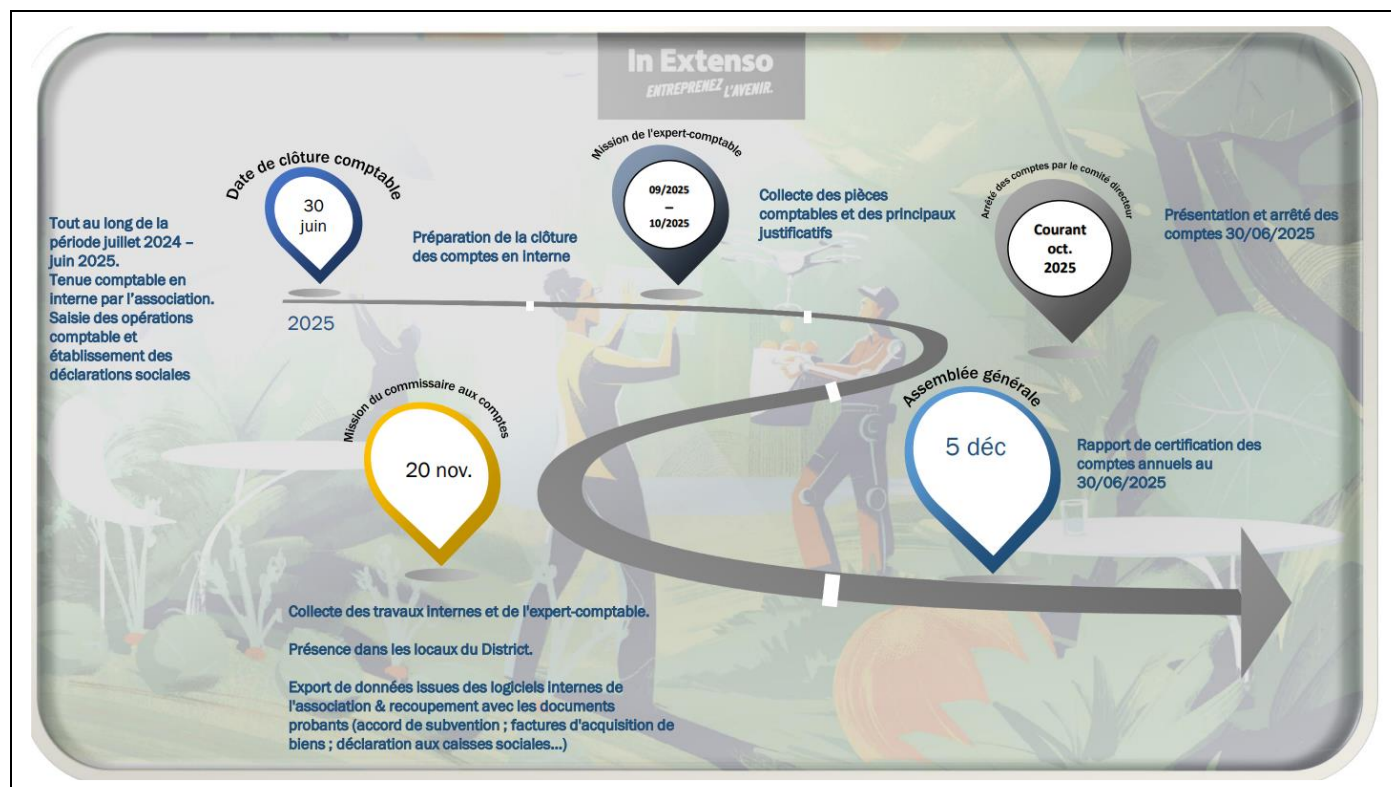 In Extenso
ENTREPRENEZ L'AVENIR.
Date de clôture comptable
30
juin
Tout au long de la
période juillet 2024 –
juin 2025.
Tenue comptable en
interne par l'association.
Saisie des opérations
comptable et
établissement des
déclarations sociales
2025
Préparation de la clôture
des comptes en interne
Mission de l'expert-comptable
09/2025
–
10/2025
Collecte des pièces
comptables et des principaux
justificatifs
Arrêté des comptes par le comité directeur
Courant
oct.
2025
Présentation et arrêté des
comptes 30/06/2025
Mission du commissaire aux comptes
20 nov.
Collecte des travaux internes et de l'expert-comptable.
Présence dans les locaux du District.
Export de données issues des logiciels internes de
l'association & recoupement avec les documents
probants (accord de subvention ; factures d'acquisition de
biens ; déclaration aux caisses sociales...)
Assemblée générale
5 déc
Rapport de certification des
comptes annuels au
30/06/2025